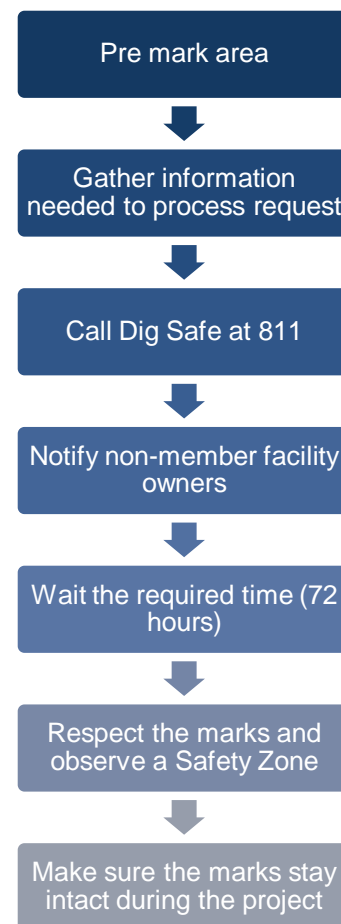 Pre mark area
Gather information
needed to process request
Call Dig Safe at 811
Notify non-member facility
owners
Wait the required time (72
hours)
Respect the marks and
observe a Safety Zone
Make sure the marks stay
intact during the project